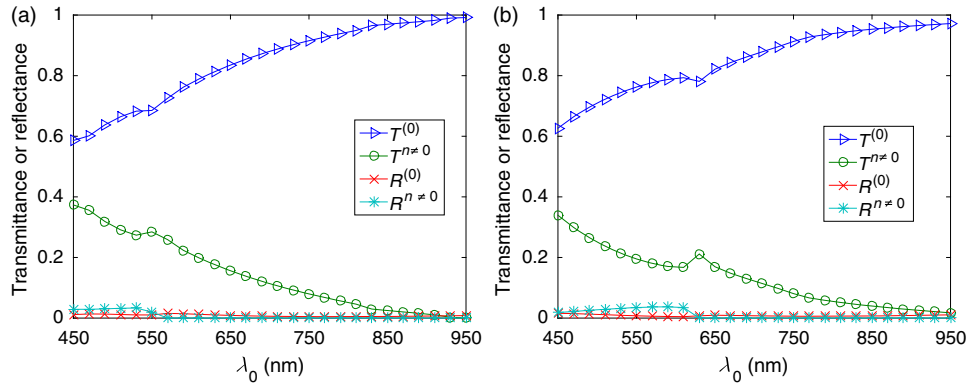 (a)
Transmittance or reflectance
1
0.8
0.6
0.4
0.2
0
450 550 650 750 850 950
λ0 (nm)
T(0)
Tn≠0
R(0)
Rn≠0
(b)
Transmittance or reflectance
1
0.8
0.6
0.4
0.2
0
450 550 650 750 850 950
λ0 (nm)
T(0)
Tn≠0
R(0)
Rn≠0